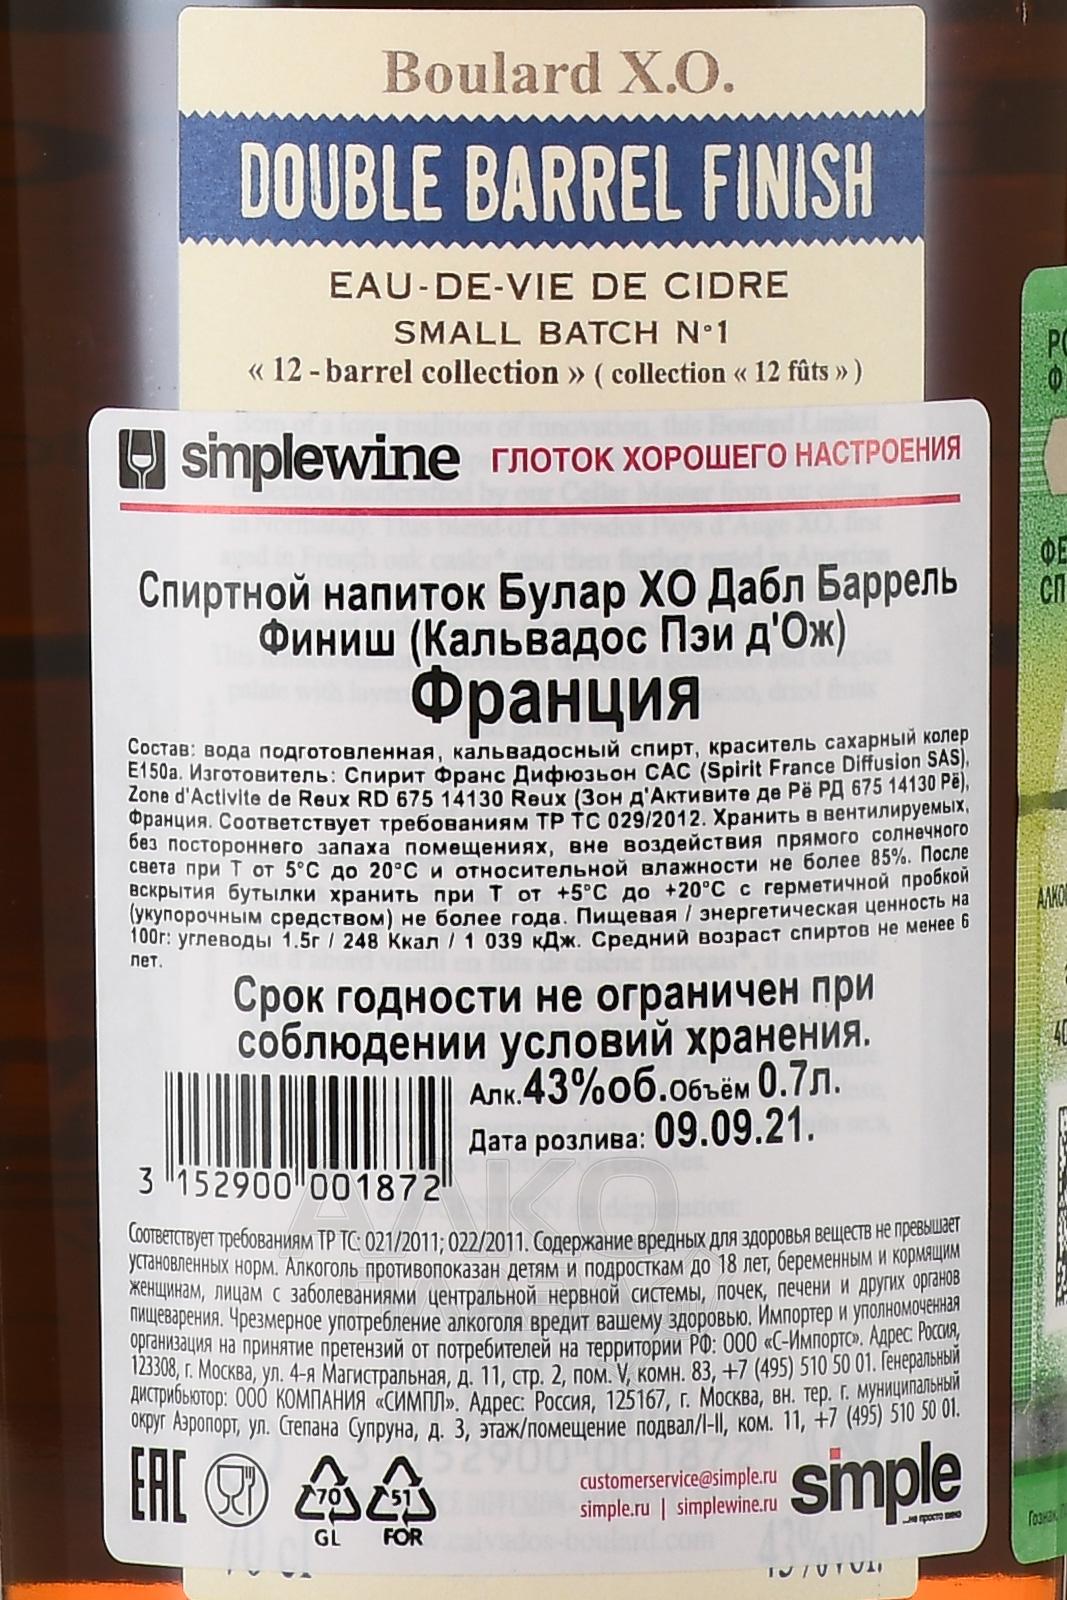 Boulard X.O.
DOUBLE BARREL FINISH
EAU-DE-VIE DE CIDRE
SMALL BATCH N°1
« 12 - barrel collection » ( collection « 12 fûts » )
simplewine ГЛОТОК ХОРОШЕГО НАСТРОЕНИЯ
Спиртной напиток Булар ХО Дабл Баррель
Финиш (Кальвадос Пэи д'Ож)
Франция
Состав: вода подготовленная, кальвадосный спирт, краситель сахарный колер
E150a. Изготовитель: Спирит Франс Дифюзьон САС (Spirit France Diffusion SAS),
Zone d'Activite de Reux RD 675 14130 Reux (Зон д'Активите де Рё РД 675 14130 Рё),
Франция. Соответствует требованиям ТР ТС 029/2012. Хранить в вентилируемых,
без постороннего запаха помещениях, вне воздействия прямого солнечного
света при Т от 5°С до 20°С и относительной влажности не более 85%. После
вскрытия бутылки хранить при Т от +5°С до +20°С с герметичной пробкой
(укупорочным средством) не более года. Пищевая / энергетическая ценность на
100г: углеводы 1.5г / 248 Ккал / 1 039 кДж. Средний возраст спиртов не менее 6
лет.
Срок годности не ограничен при
соблюдении условий хранения.
Алк.43%об.Объём 0.7л.
Дата розлива: 09.09.21.
3 152900 001872
Соответствует требованиям ТР ТС: 021/2011; 022/2011. Содержание вредных для здоровья веществ не превышает
установленных норм. Алкоголь противопоказан детям и подросткам до 18 лет, беременным и кормящим
женщинам, лицам с заболеваниями центральной нервной системы, почек, печени и других органов
пищеварения. Чрезмерное употребление алкоголя вредит вашему здоровью. Импортер и уполномоченная
организация на принятие претензий от потребителей на территории РФ: ООО «С-Импортс». Адрес: Россия,
123308, г. Москва, ул. 4-я Магистральная, д. 11, стр. 2, пом. V, комн. 83, +7 (495) 510 50 01. Генеральный
дистрибьютор: ООО КОМПАНИЯ «СИМПЛ». Адрес: Россия, 125167, г. Москва, вн. тер. г. муниципальный
округ Аэропорт, ул. Степана Супруна, д. 3, этаж/помещение подвал/I-II, ком. 11, +7 (495) 510 50 01.
EAC
70
GL
51
FOR
customerservice@simple.ru
simple.ru | simplewine.ru
simple
...не просто вино
70 cl 43%vol.